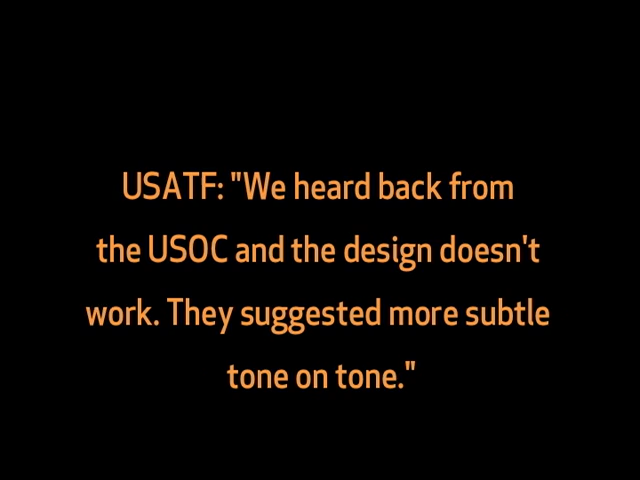 USATF: "We heard back from
the USOC and the design doesn't
work. They suggested more subtle
tone on tone."